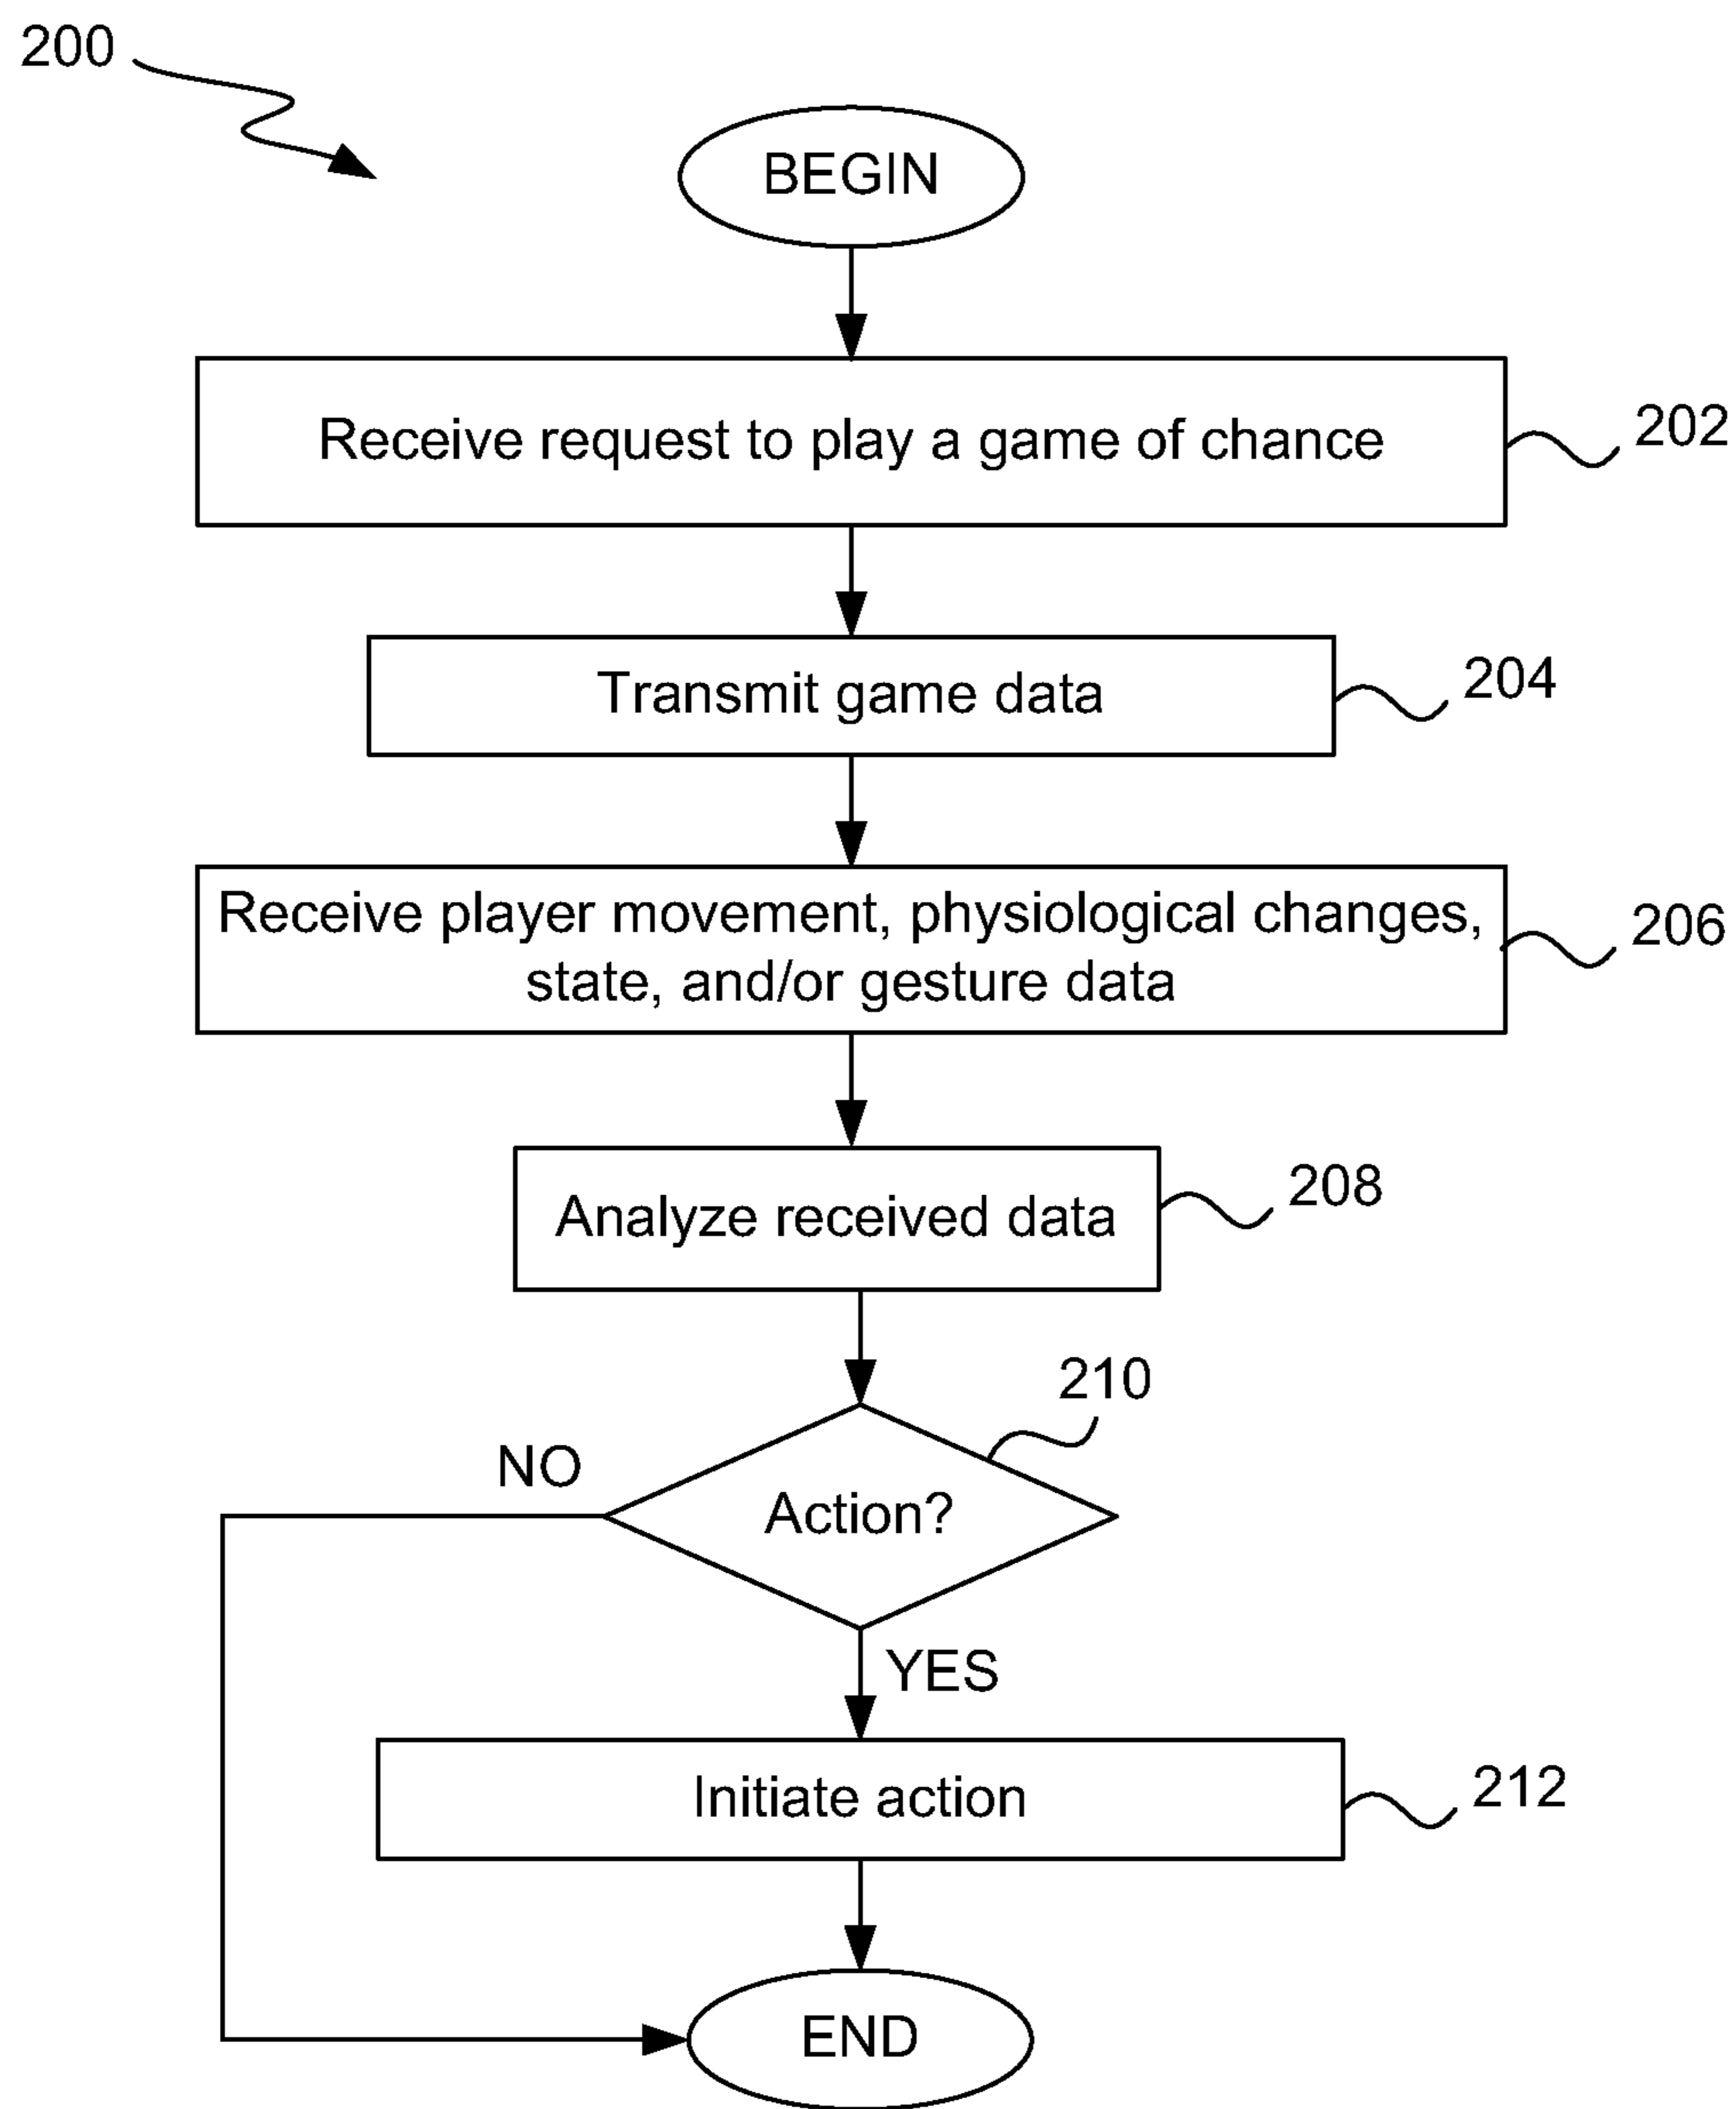 200
BEGIN
Receive request to play a game of chance
202
Transmit game data
204
Receive player movement, physiological changes,
state, and/or gesture data
206
Analyze received data
208
210
NO
Action?
YES
Initiate action
212
END